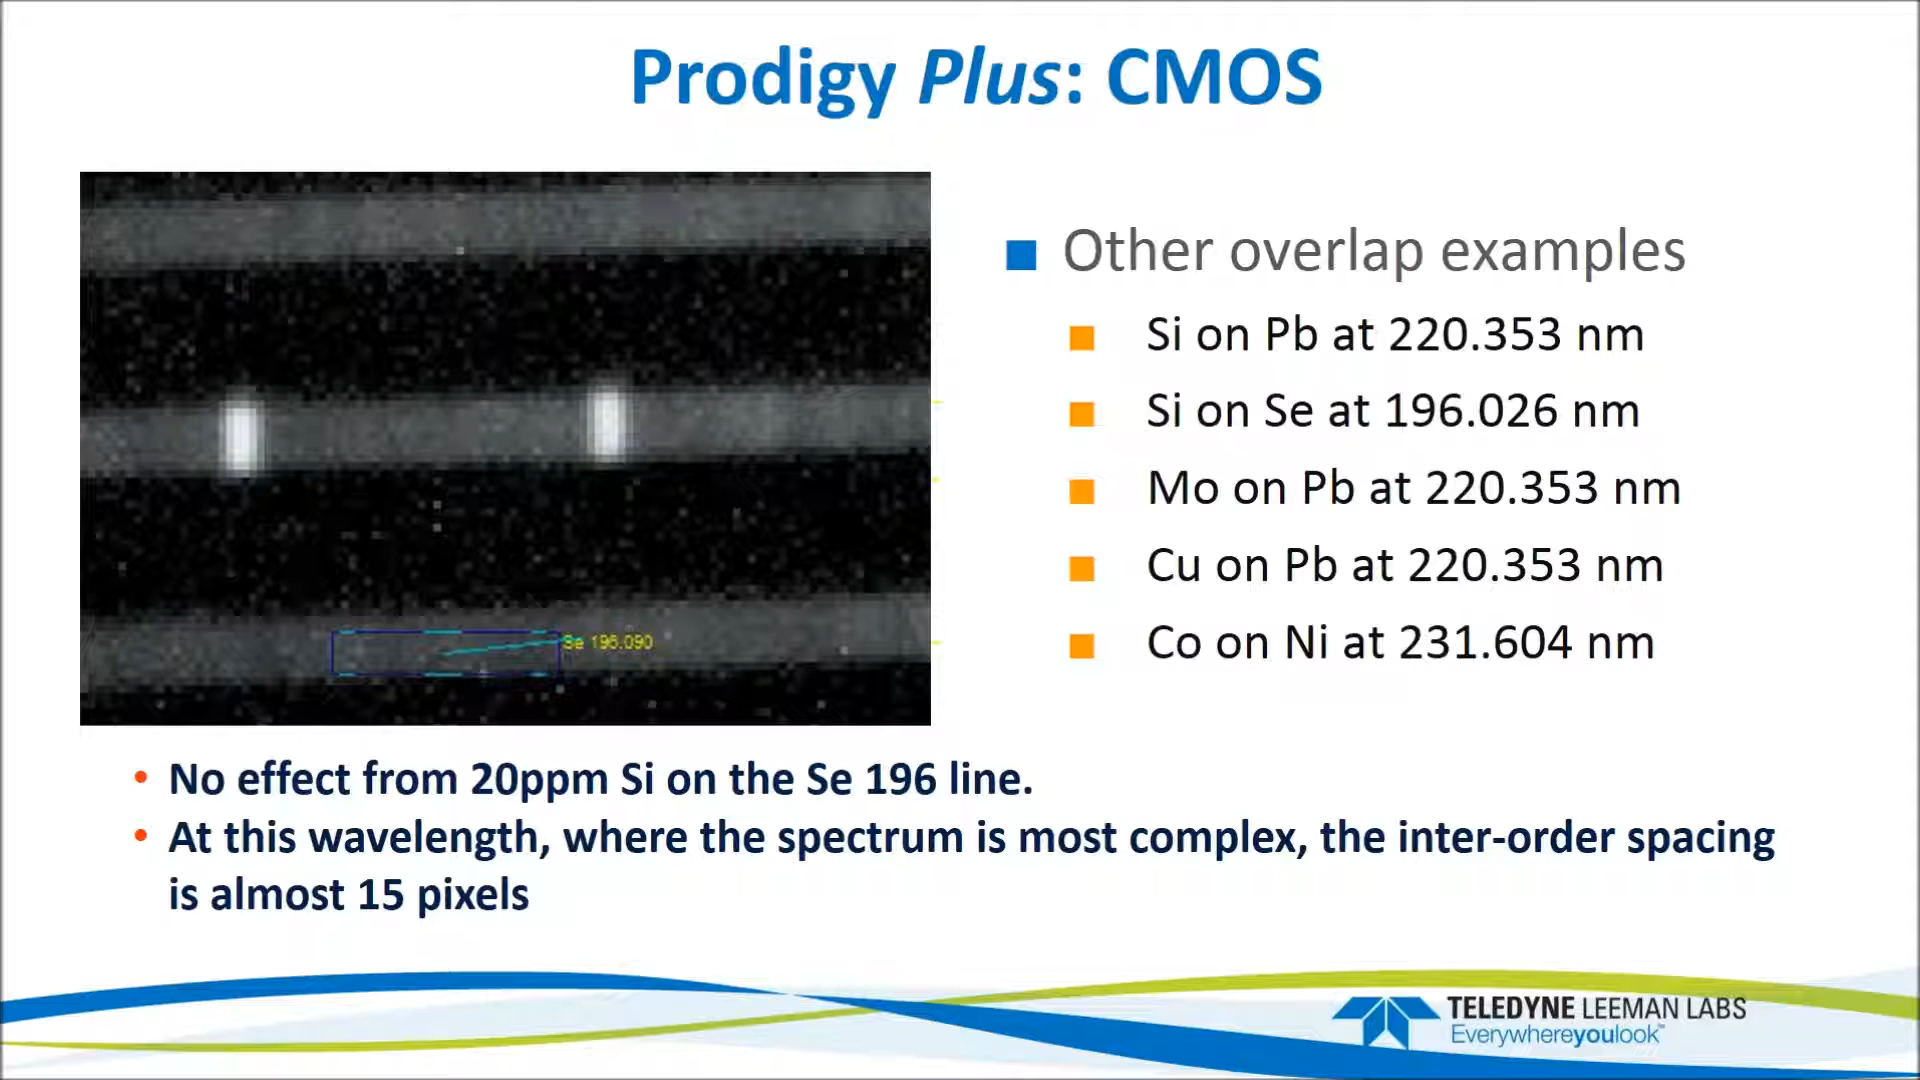 Prodigy Plus: CMOS
Other overlap examples
Si on Pb at 220.353 nm
Si on Se at 196.026 nm
Mo on Pb at 220.353 nm
Cu on Pb at 220.353 nm
Co on Ni at 231.604 nm
Se 196.090
No effect from 20ppm Si on the Se 196 line.
At this wavelength, where the spectrum is most complex, the inter-order spacing
is almost 15 pixels
TELEDYNE LEEMAN LABS
Everywhereyoulook™